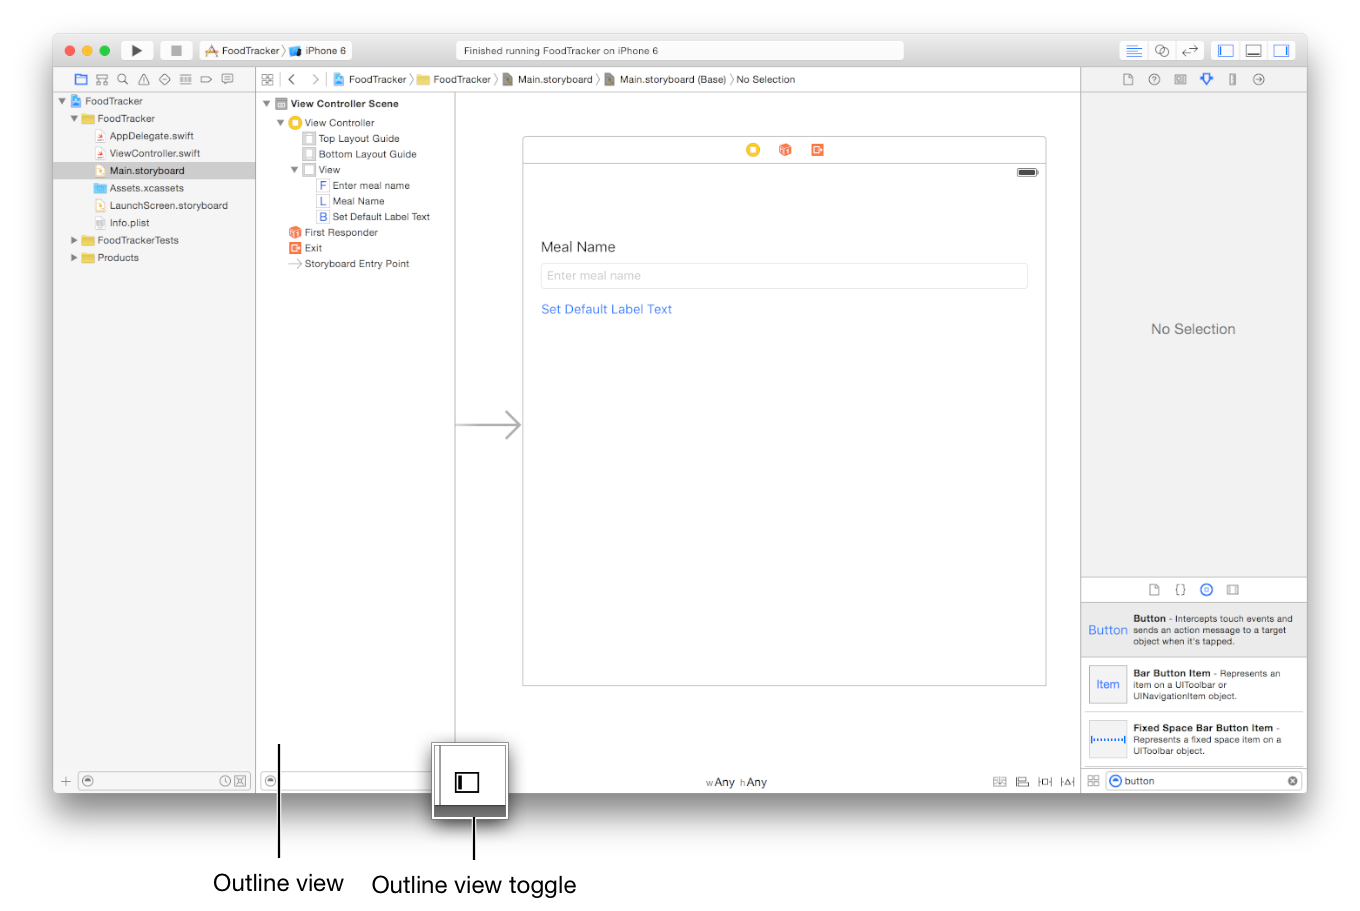 FoodTracker iPhone 6
Finished running FoodTracker on iPhone 6
FoodTracker FoodTracker Main.storyboard Main.storyboard (Base) No Selection
FoodTracker
FoodTracker
AppDelegate.swift
ViewController.swift
Main.storyboard
Assets.xcassets
LaunchScreen.storyboard
Info.plist
FoodTrackerTests
Products
View Controller Scene
View Controller
Top Layout Guide
Bottom Layout Guide
View
F Enter meal name
L Meal Name
B Set Default Label Text
First Responder
Exit
Storyboard Entry Point
Meal Name
Enter meal name
Set Default Label Text
wAny hAny
No Selection
Button
Button - Intercepts touch events and
sends an action message to a target
object when it's tapped.
Item
Bar Button Item - Represents an
item on a UIToolbar or
UINavigationItem object.
Fixed Space Bar Button Item -
Represents a fixed space item on a
UIToolbar object.
button
Outline view
Outline view toggle